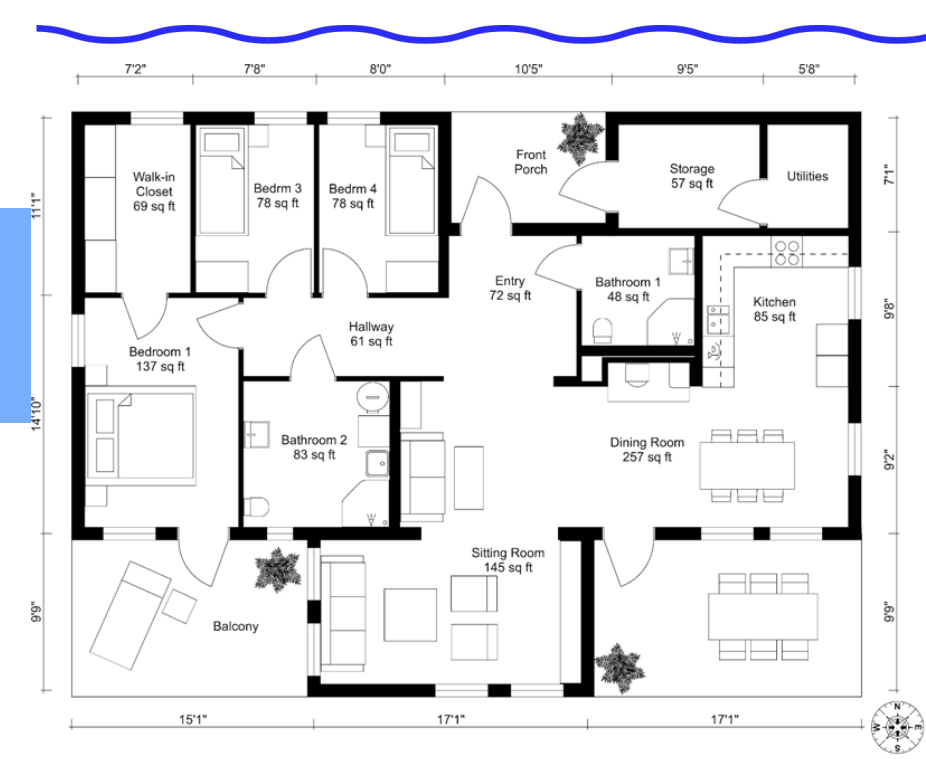 7'2" 7'8" 8'0" 10'5" 9'5" 5'8"
11'1"
14'10"
9'9"
7'1"
9'8"
9'2"
9'9"
Walk-in
Closet
69 sq ft
Bedrm 3
78 sq ft
Bedrm 4
78 sq ft
Front
Porch
Storage
57 sq ft
Utilities
Entry
72 sq ft
Bathroom 1
48 sq ft
Kitchen
85 sq ft
Hallway
61 sq ft
Bedroom 1
137 sq ft
Bathroom 2
83 sq ft
Dining Room
257 sq ft
Sitting Room
145 sq ft
Balcony
15'1" 17'1" 17'1"
N
W E
S